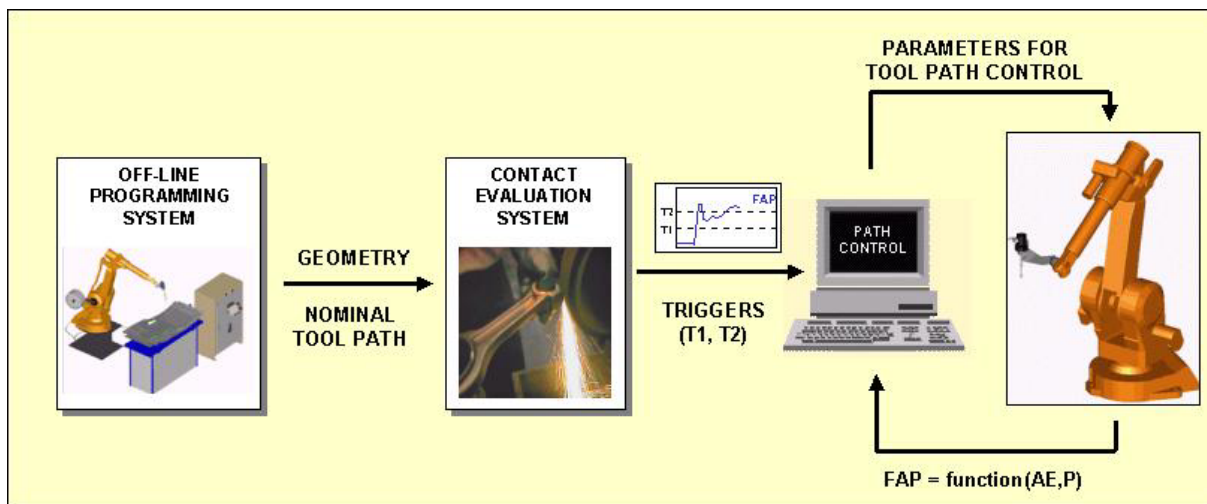 PARAMETERS FOR
TOOL PATH CONTROL
OFF-LINE
PROGRAMMING
SYSTEM
GEOMETRY
NOMINAL
TOOL PATH
CONTACT
EVALUATION
SYSTEM
FAP
T2
T1
TRIGGERS
(T1, T2)
PATH
CONTROL
FAP = function(AE,P)